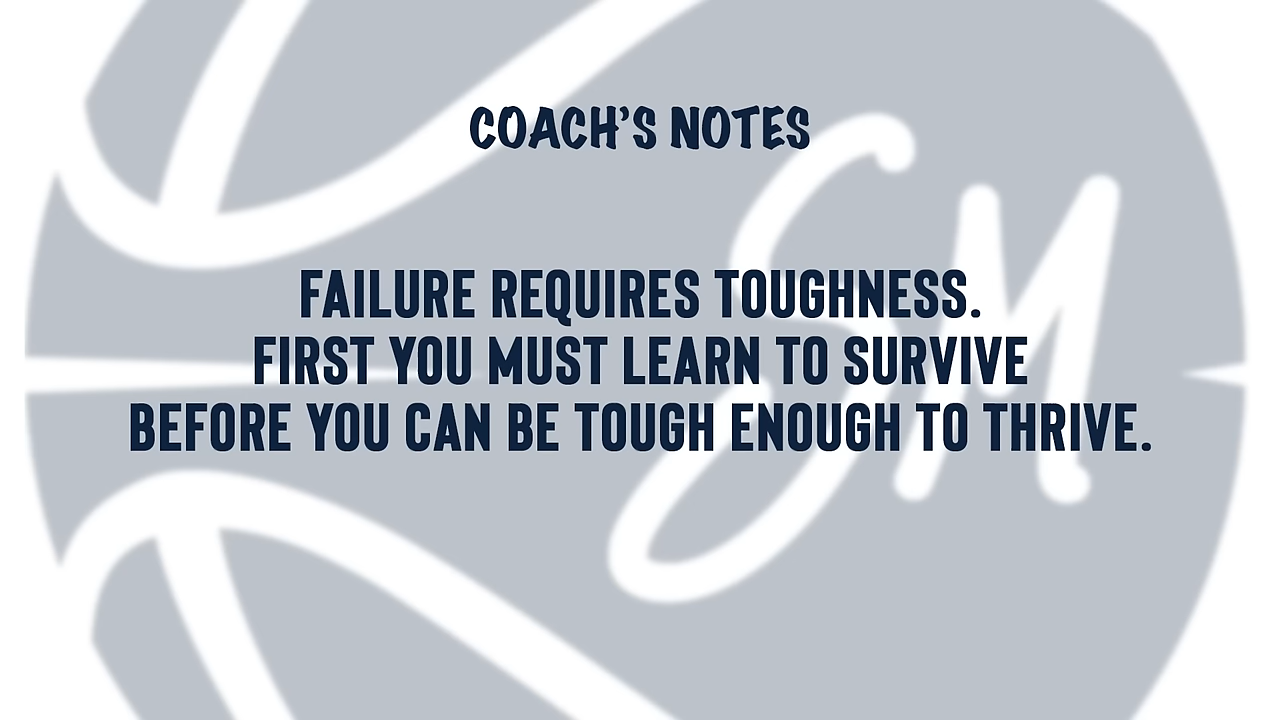 COACH'S NOTES
FAILURE REQUIRES TOUGHNESS.
FIRST YOU MUST LEARN TO SURVIVE
BEFORE YOU CAN BE TOUGH ENOUGH TO THRIVE.
SM